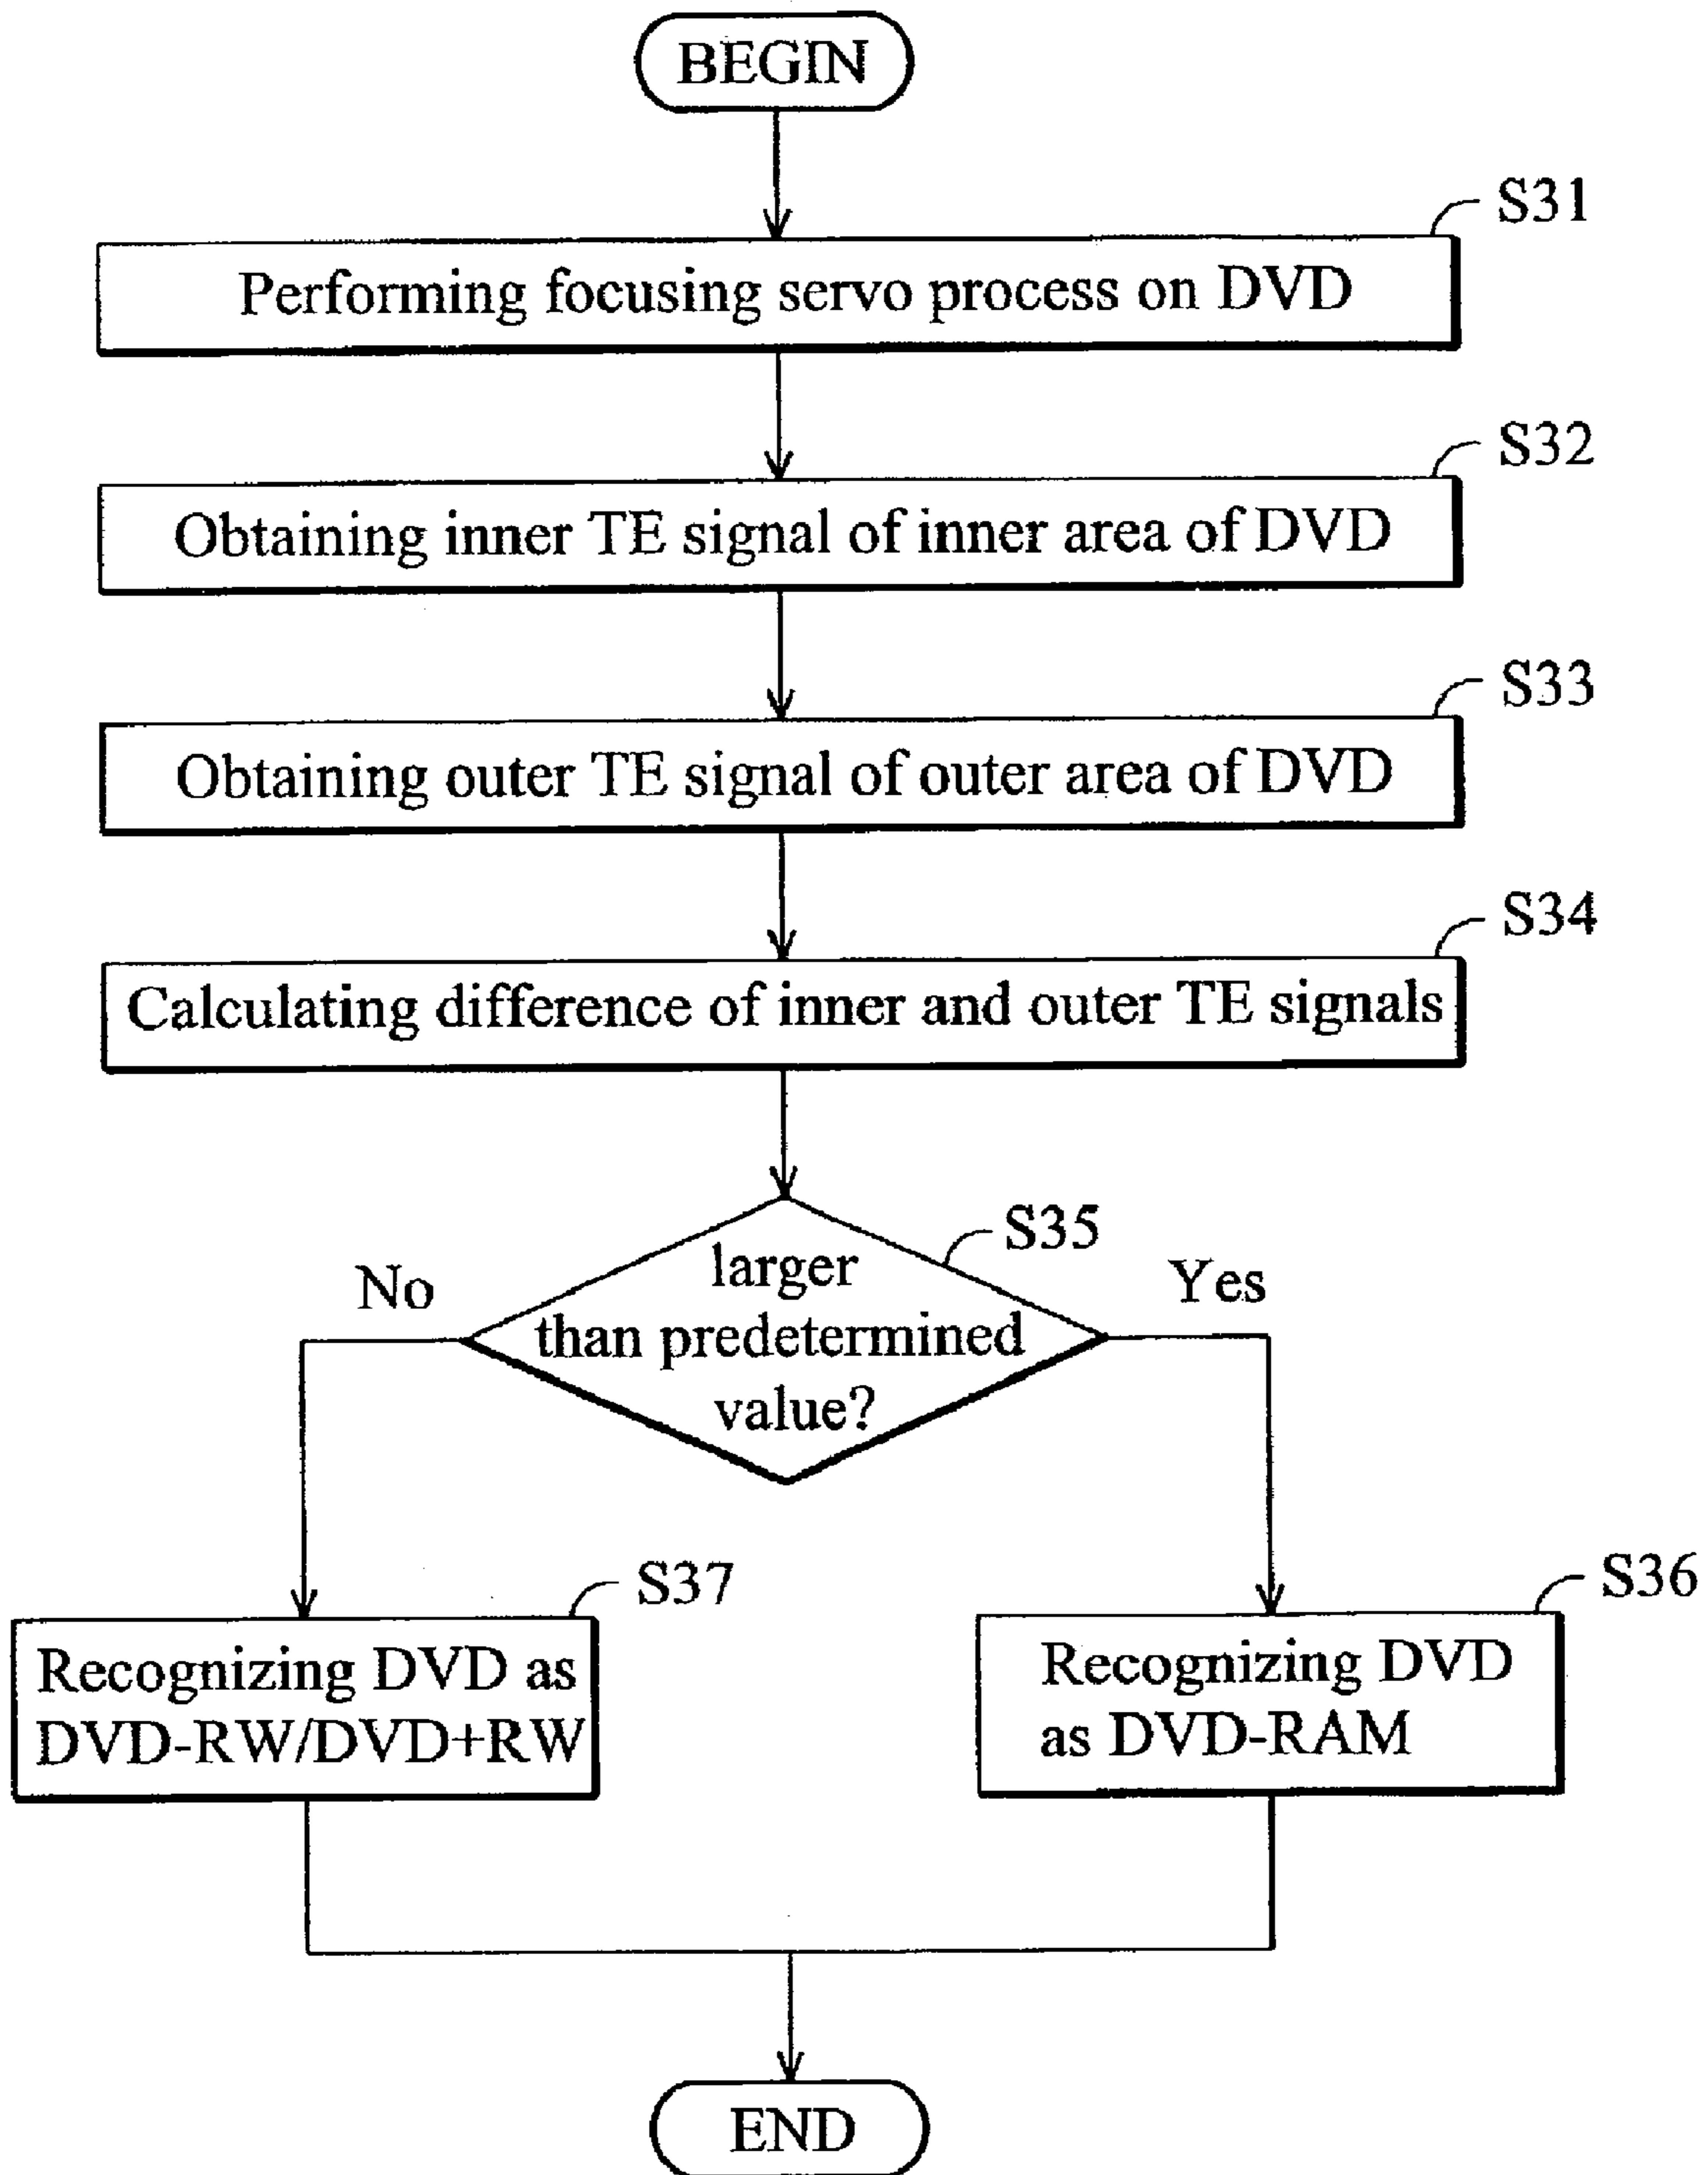 BEGIN
S31
Performing focusing servo process on DVD
S32
Obtaining inner TE signal of inner area of DVD
S33
Obtaining outer TE signal of outer area of DVD
S34
Calculating difference of inner and outer TE signals
S35
larger
than predetermined
value?
No
Yes
S37
Recognizing DVD as
DVD-RW/DVD+RW
S36
Recognizing DVD
as DVD-RAM
END